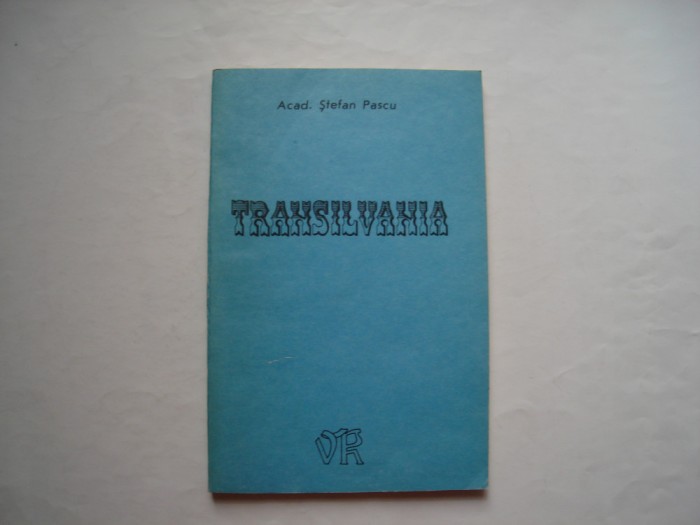 Acad. Ștefan Pascu
TRANSILVANIA
VR